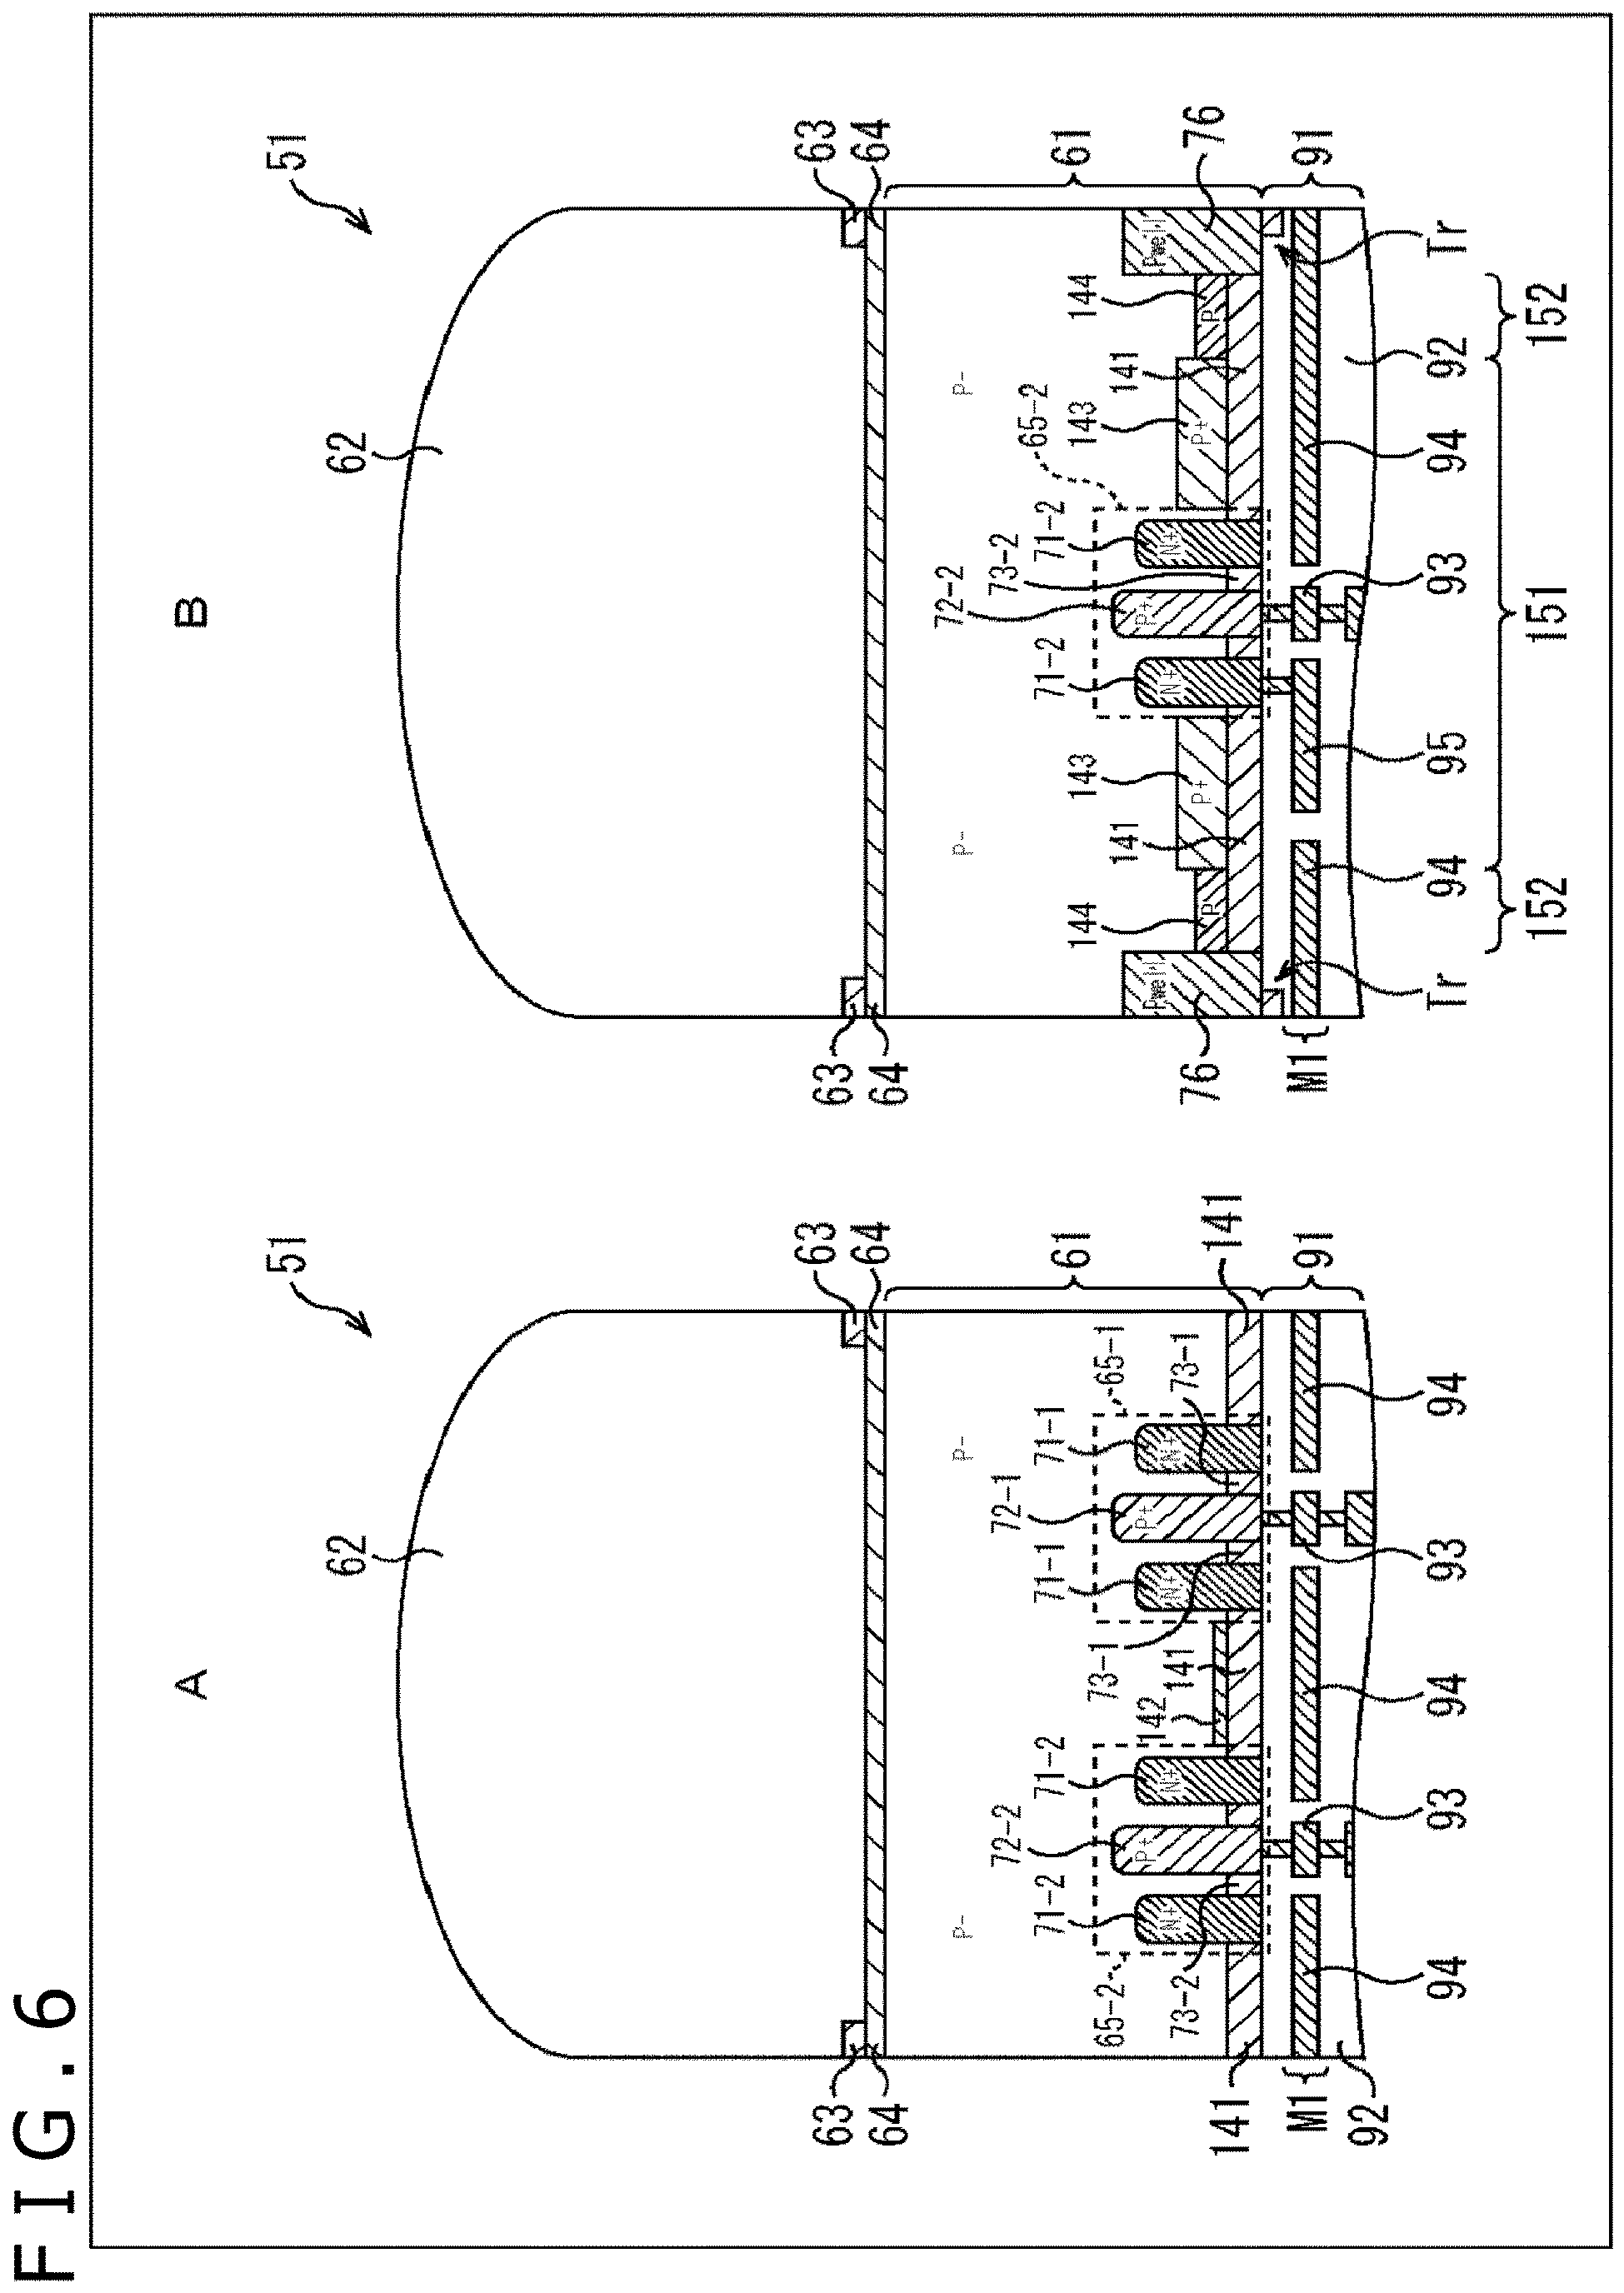 FIG. 6
A
51
62
63
64
63
64
61
91
P-
P-
65-2
71-2
72-2
71-2
73-2
142
141
73-1
71-1
72-1
71-1
65-1
73-1
141
141
N+
P+
N+
N+
P+
N+
M1
92
94
93
94
93
94
B
51
62
63
64
63
64
61
91
P-
P-
76
76
Pwell
Pwell
144
143
141
71-2
72-2
73-2
71-2
65-2
143
141
144
P
P+
N+
P+
N+
P+
P
M1
Tr
94
95
93
94
92
Tr
152
151
152